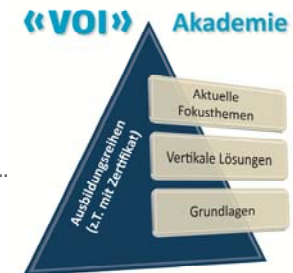 «VOI» Akademie
Ausbildungsreihen
(z.T. mit Zertifikat)
Aktuelle
Fokusthemen
Vertikale Lösungen
Grundlagen